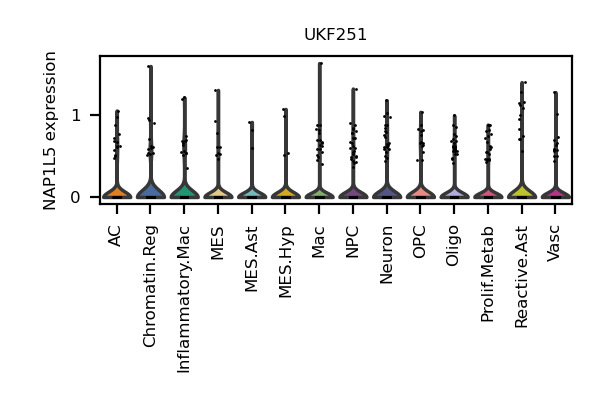 UKF251
NAP1L5 expression
1
0
AC
Chromatin.Reg
Inflammatory.Mac
MES
MES.Ast
MES.Hyp
Mac
NPC
Neuron
OPC
Oligo
Prolif.Metab
Reactive.Ast
Vasc